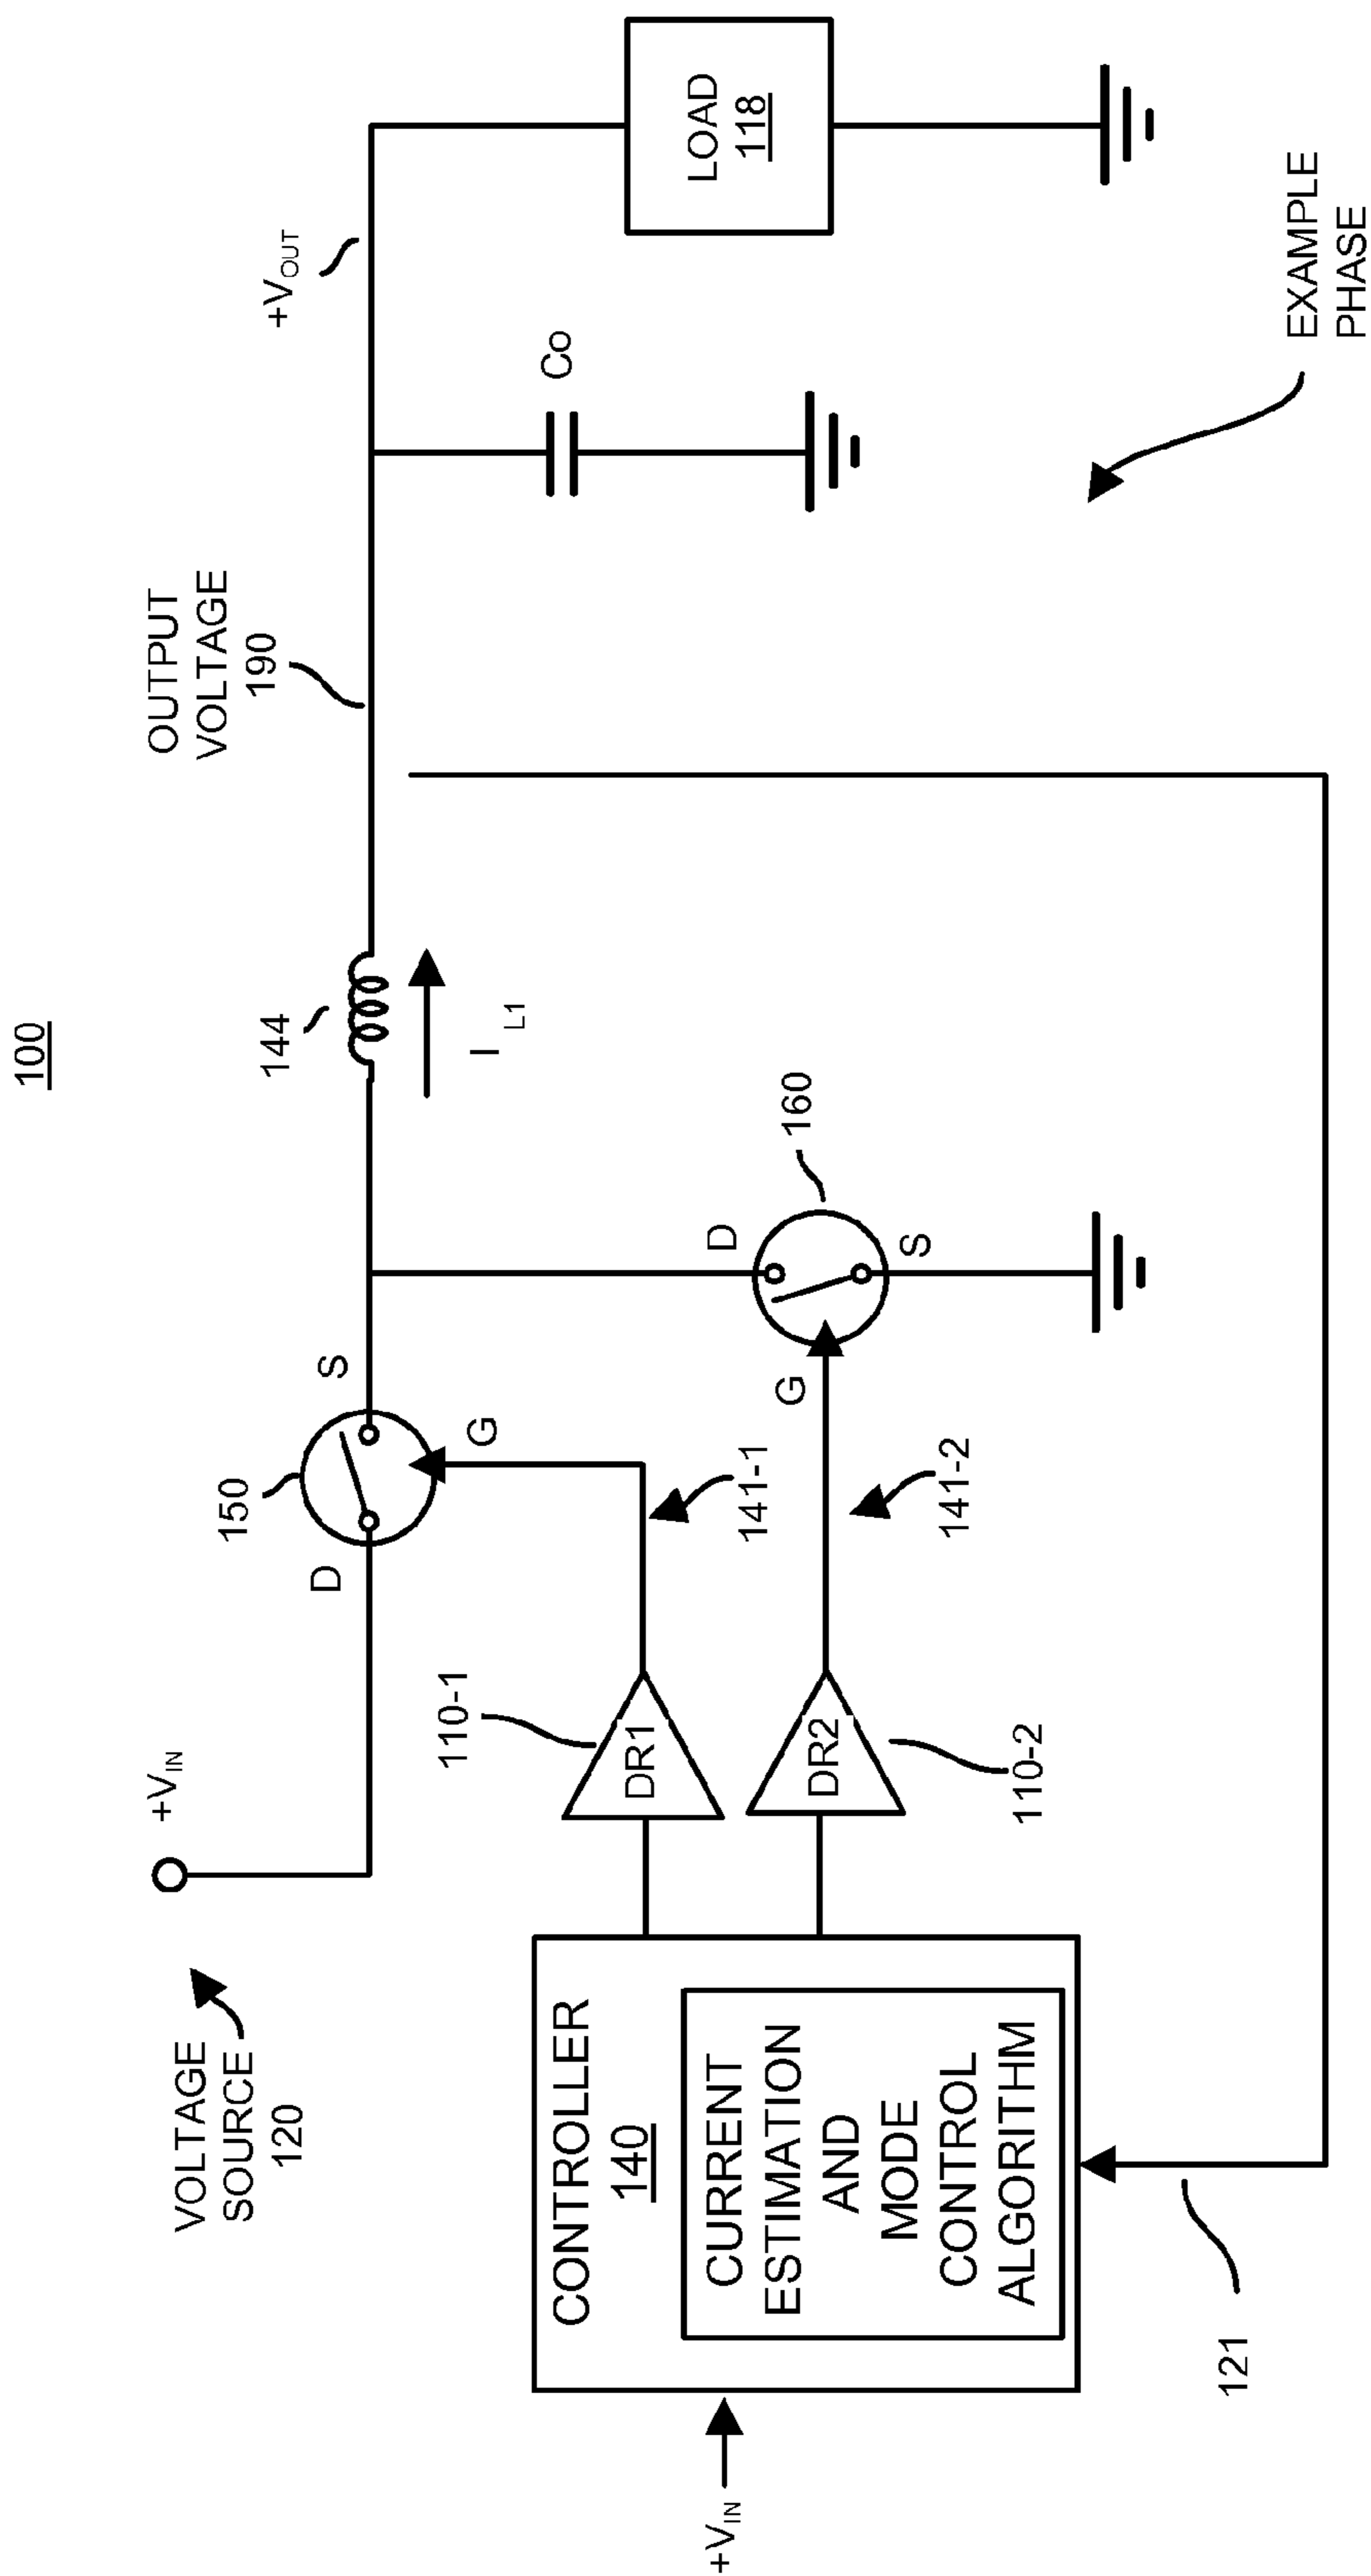 100
VOLTAGE
SOURCE
120
+VIN
150
D
S
G
144
I L1
OUTPUT
VOLTAGE
190
+VOUT
Co
LOAD
118
110-1
DR1
141-1
D
160
S
G
DR2
141-2
110-2
CONTROLLER
140
CURRENT
ESTIMATION
AND
MODE
CONTROL
ALGORITHM
+VIN
121
EXAMPLE
PHASE